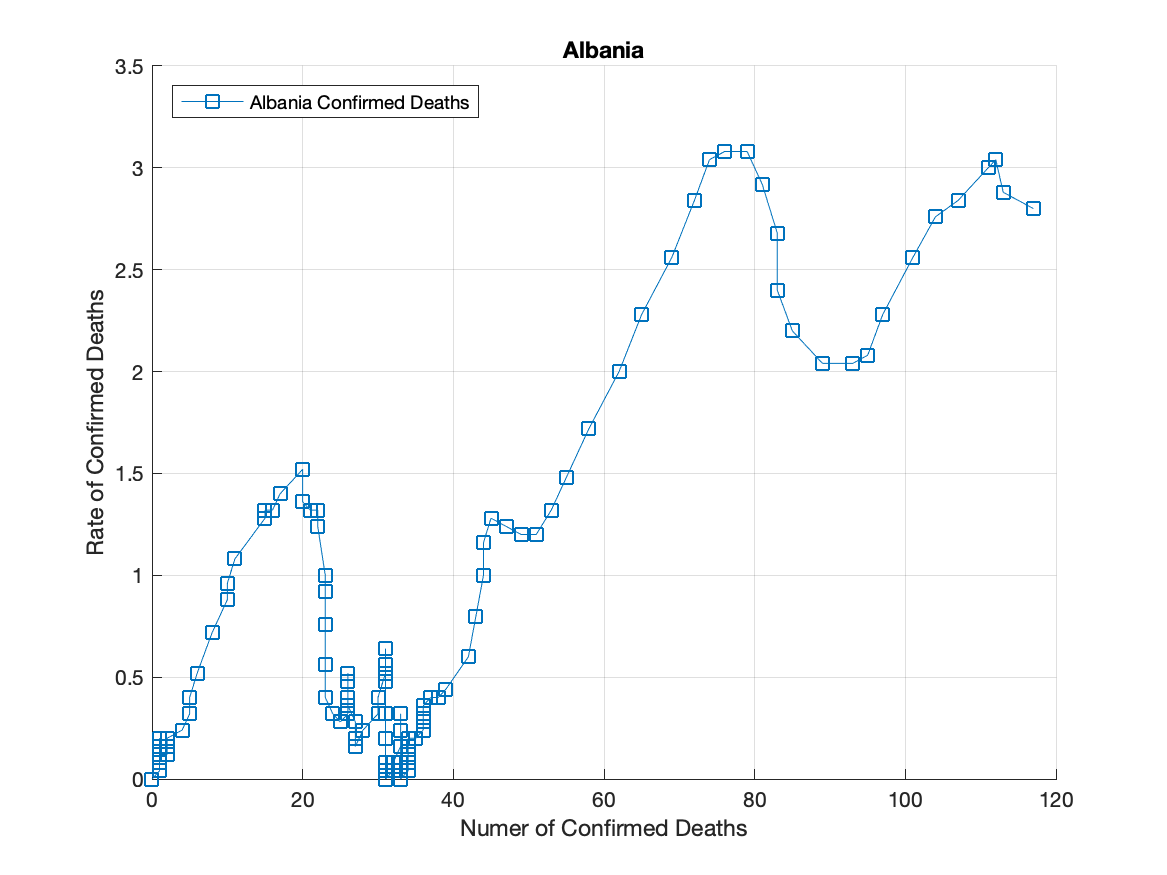 Albania
3.5
Albania Confirmed Deaths
3
2.5
2
1.5
1
0.5
0
Rate of Confirmed Deaths
0 20 40 60 80 100 120
Numer of Confirmed Deaths